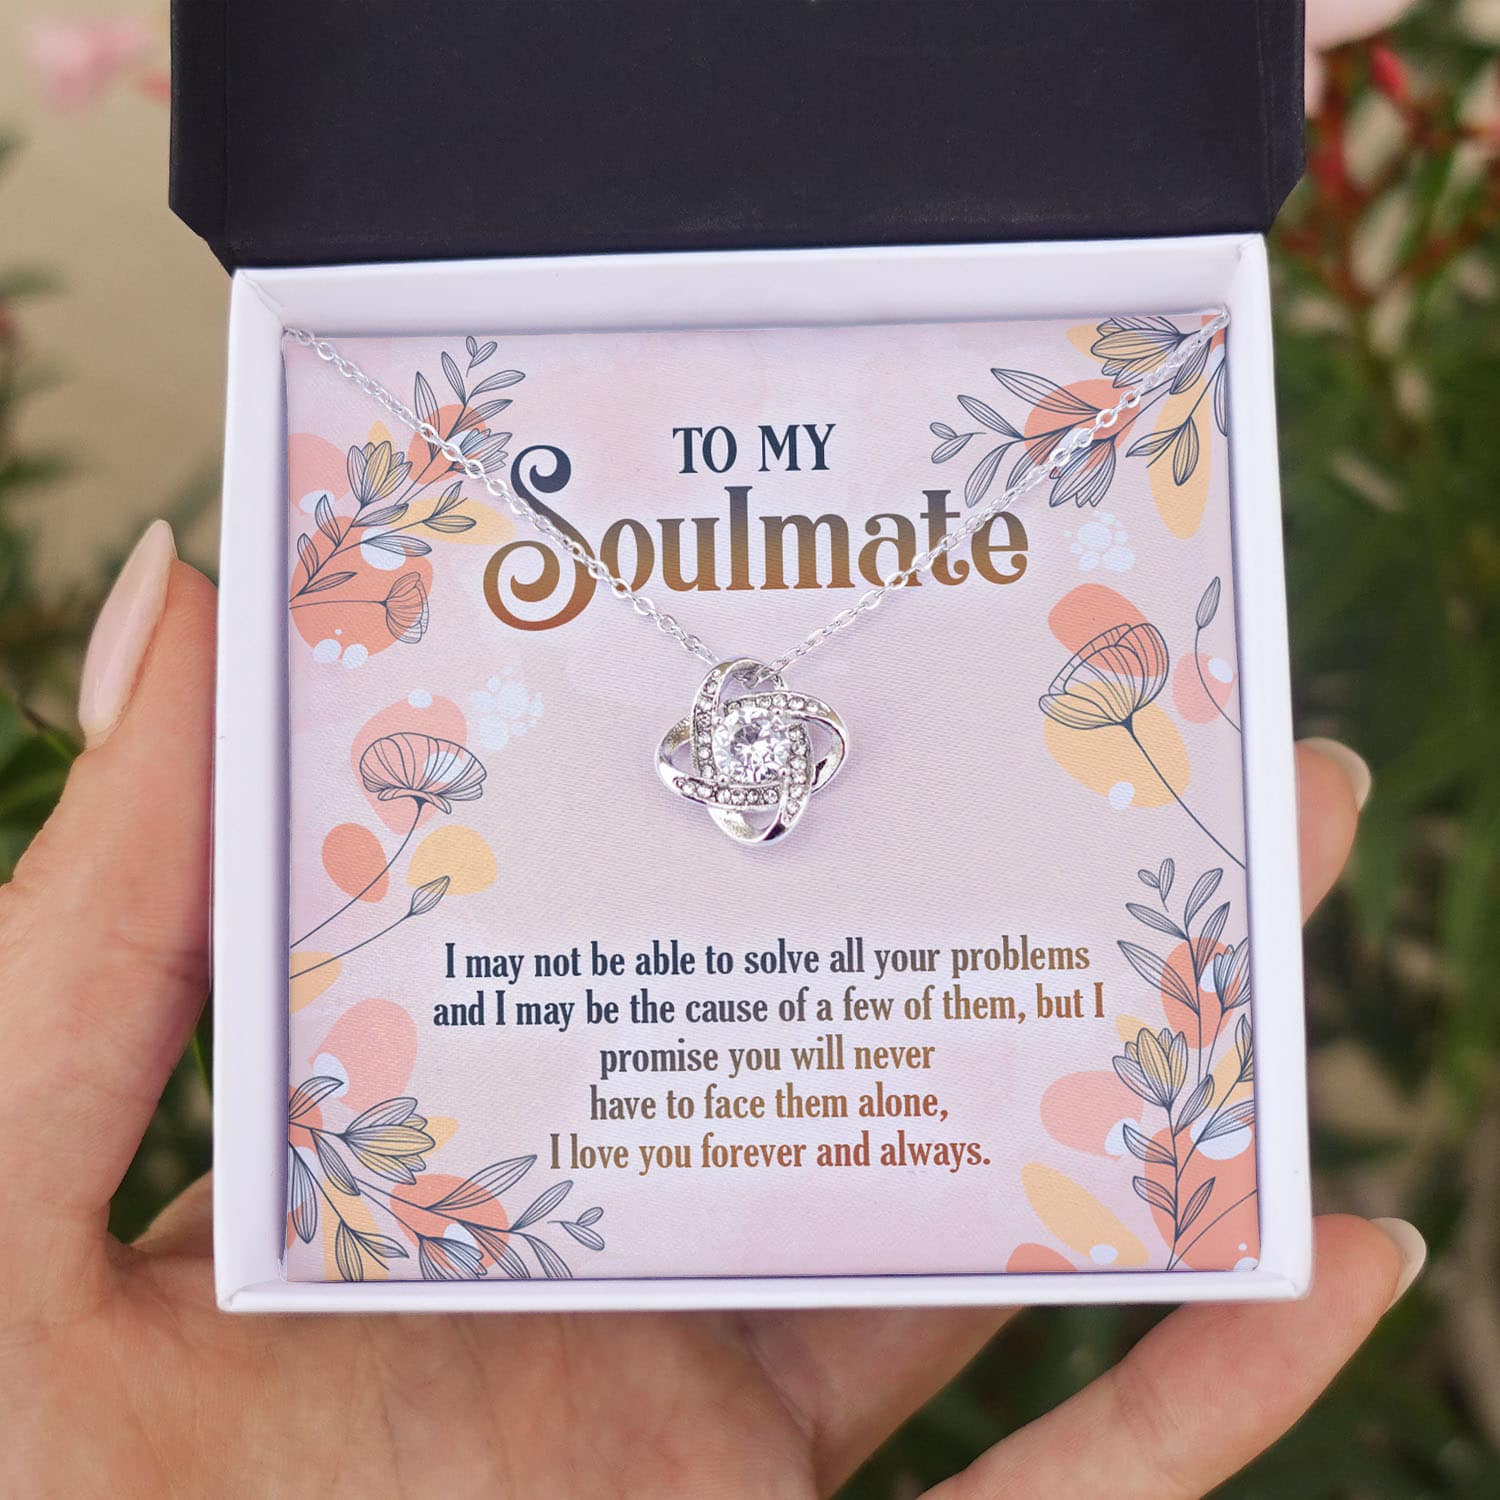 TO MY
Soulmate
I may not be able to solve all your problems
and I may be the cause of a few of them, but I
promise you will never
have to face them alone,
I love you forever and always.